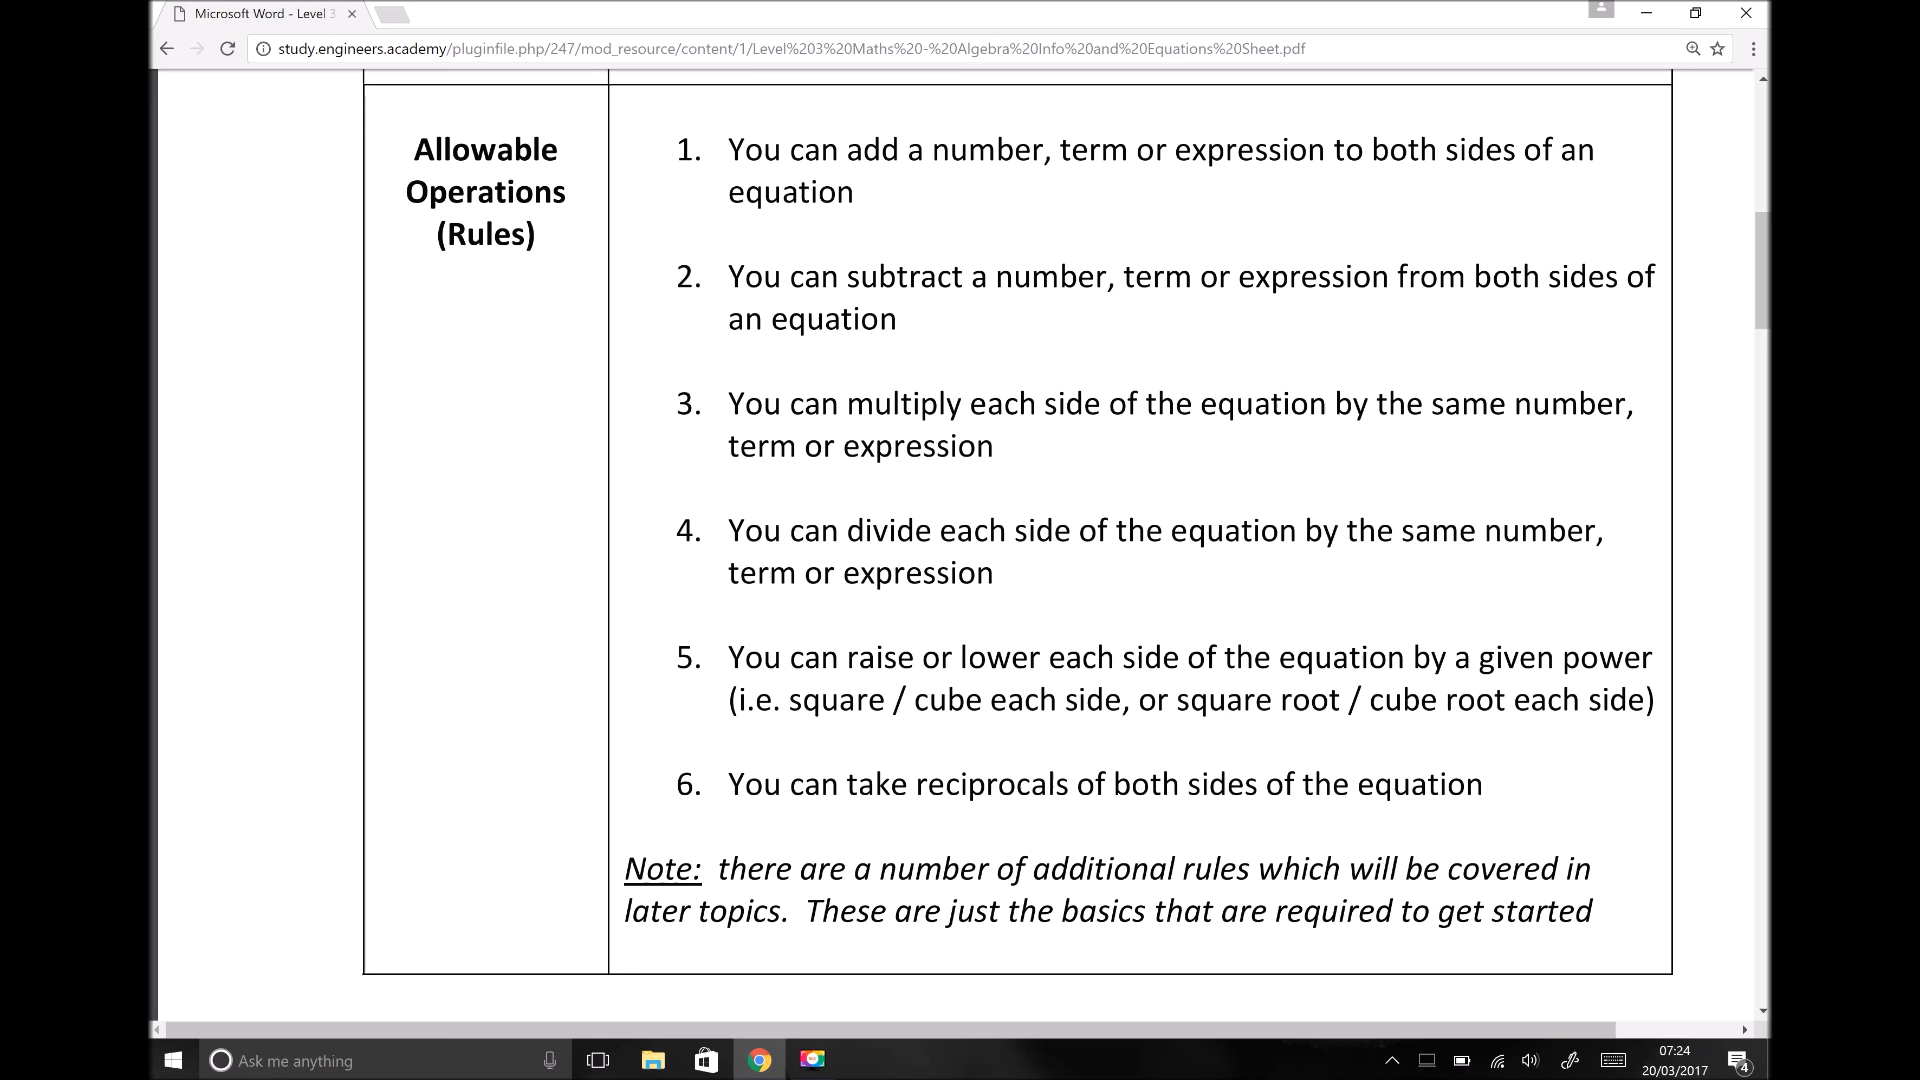 Microsoft Word - Level 3
study.engineers.academy/pluginfile.php/247/mod_resource/content/1/Level%203%20Maths%20-%20Algebra%20Info%20and%20Equations%20Sheet.pdf
Allowable
Operations
(Rules)
1. You can add a number, term or expression to both sides of an
equation
2. You can subtract a number, term or expression from both sides of
an equation
3. You can multiply each side of the equation by the same number,
term or expression
4. You can divide each side of the equation by the same number,
term or expression
5. You can raise or lower each side of the equation by a given power
(i.e. square / cube each side, or square root / cube root each side)
6. You can take reciprocals of both sides of the equation
Note: there are a number of additional rules which will be covered in
later topics. These are just the basics that are required to get started
Ask me anything
07:24
20/03/2017
4